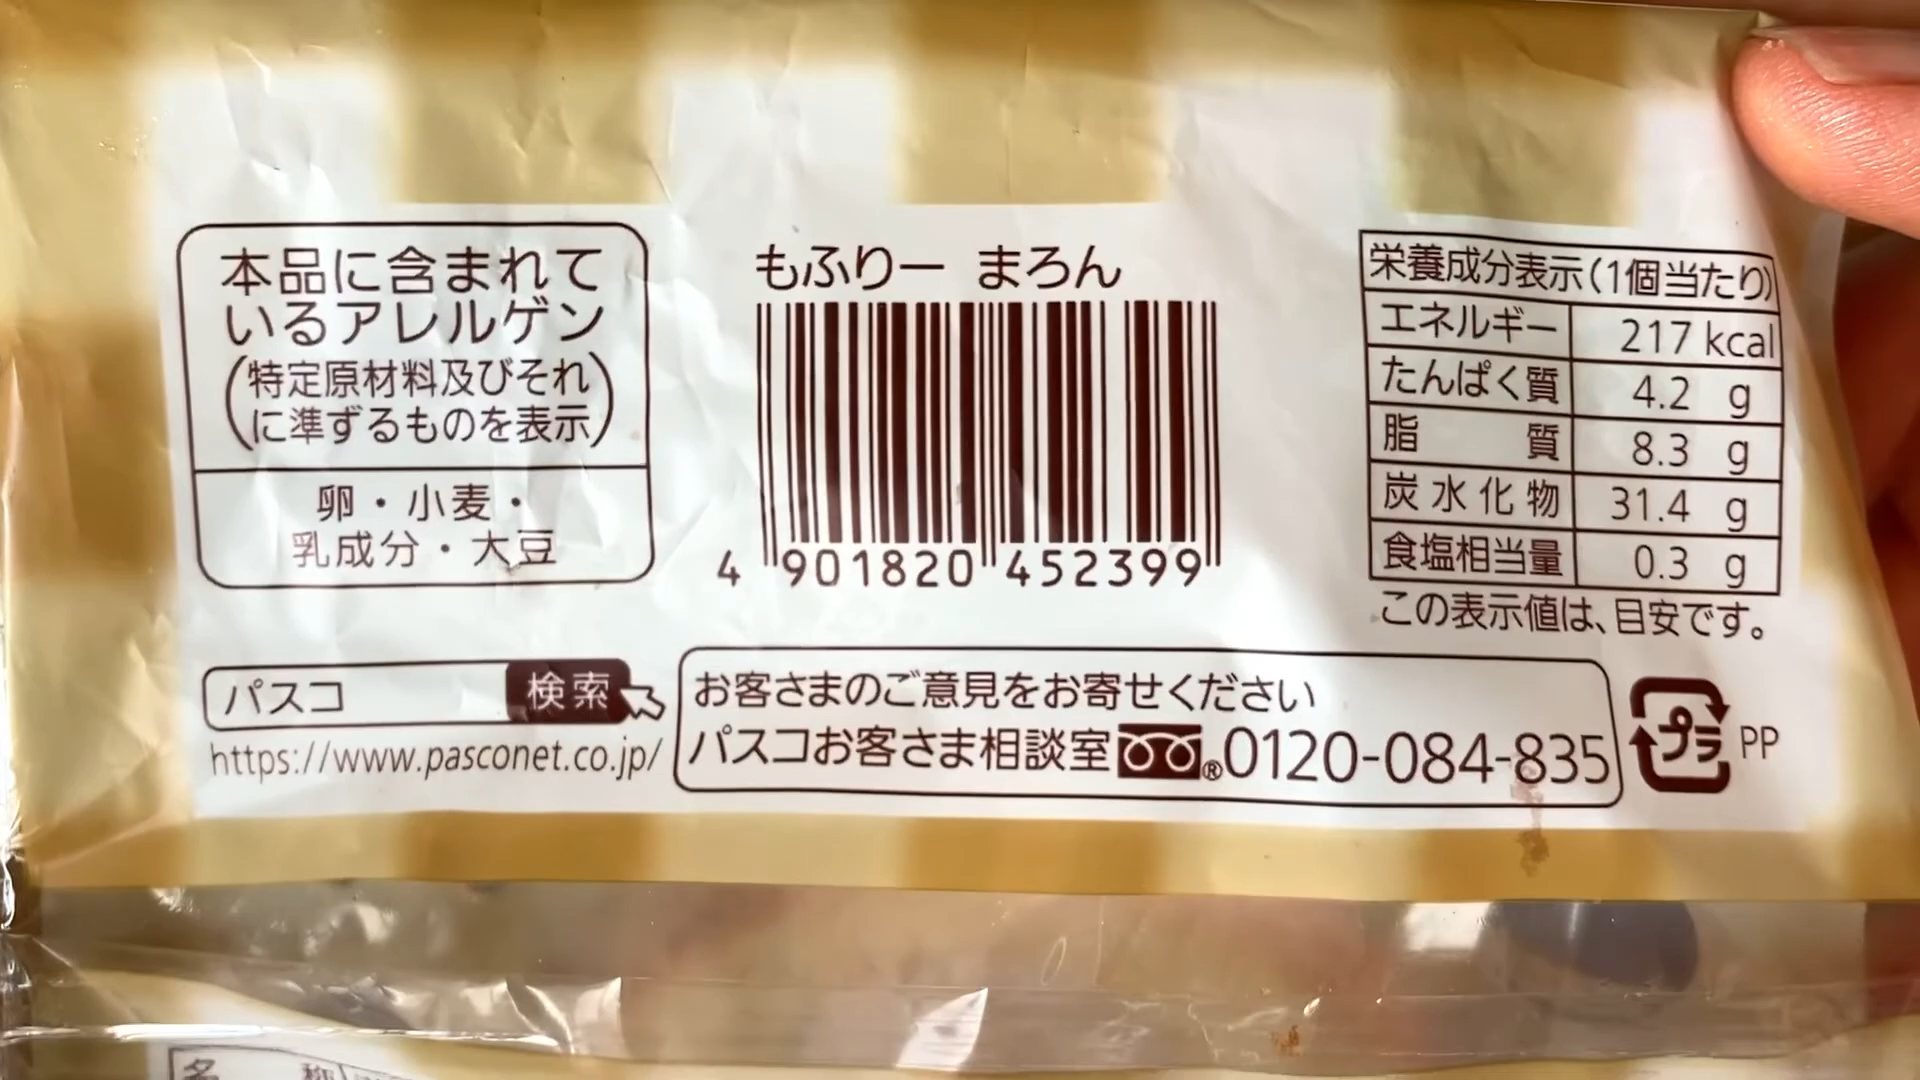 本品に含まれて
いるアレルゲン
(特定原材料及びそれ
に準ずるものを表示)
卵・小麦・
乳成分・大豆
もふりー まろん
4 901820 452399
栄養成分表示(1個当たり)
エネルギー 217 kcal
たんぱく質 4.2 g
脂質 8.3 g
炭水化物 31.4 g
食塩相当量 0.3 g
この表示値は、目安です。
パスコ 検索
https://www.pasconet.co.jp/
お客さまのご意見をお寄せください
パスコお客さま相談室 ®0120-084-835
プラ PP
名